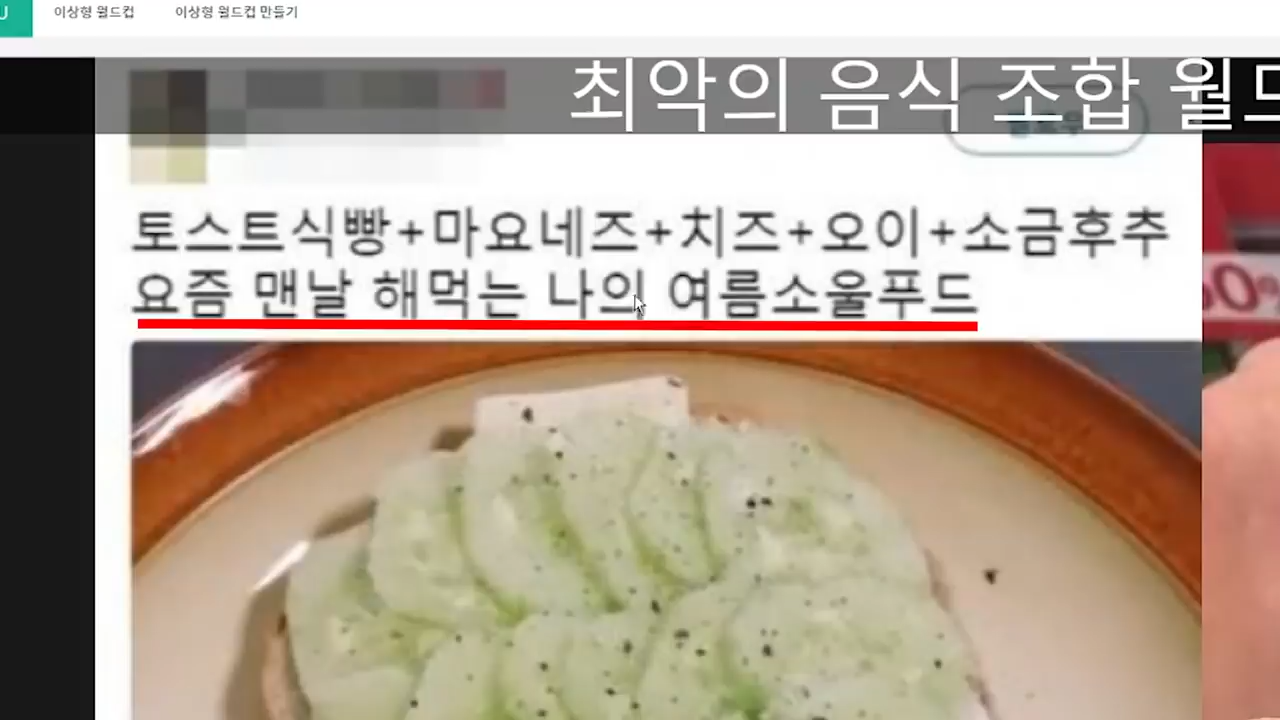 이상형 월드컵 이상형 월드컵 만들기
최악의 음식 조합 월드
토스트식빵+마요네즈+치즈+오이+소금후추
요즘 맨날 해먹는 나의 여름소울푸드